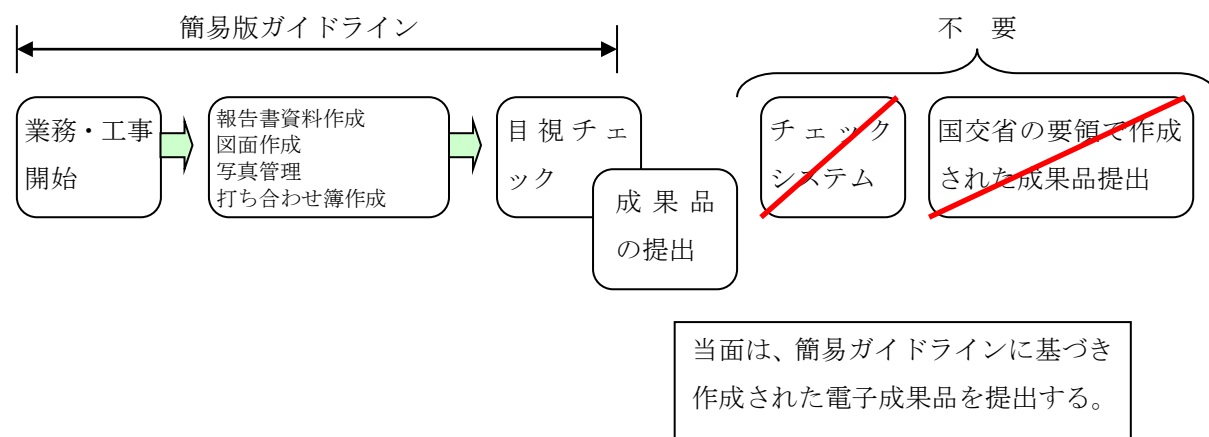 簡易版ガイドライン
不 要
業務・工事
開始
報告書資料作成
図面作成
写真管理
打ち合わせ簿作成
目視チェ
ック
成果品
の提出
チェック
システム
国交省の要領で作成
された成果品提出
当面は、簡易ガイドラインに基づき
作成された電子成果品を提出する。